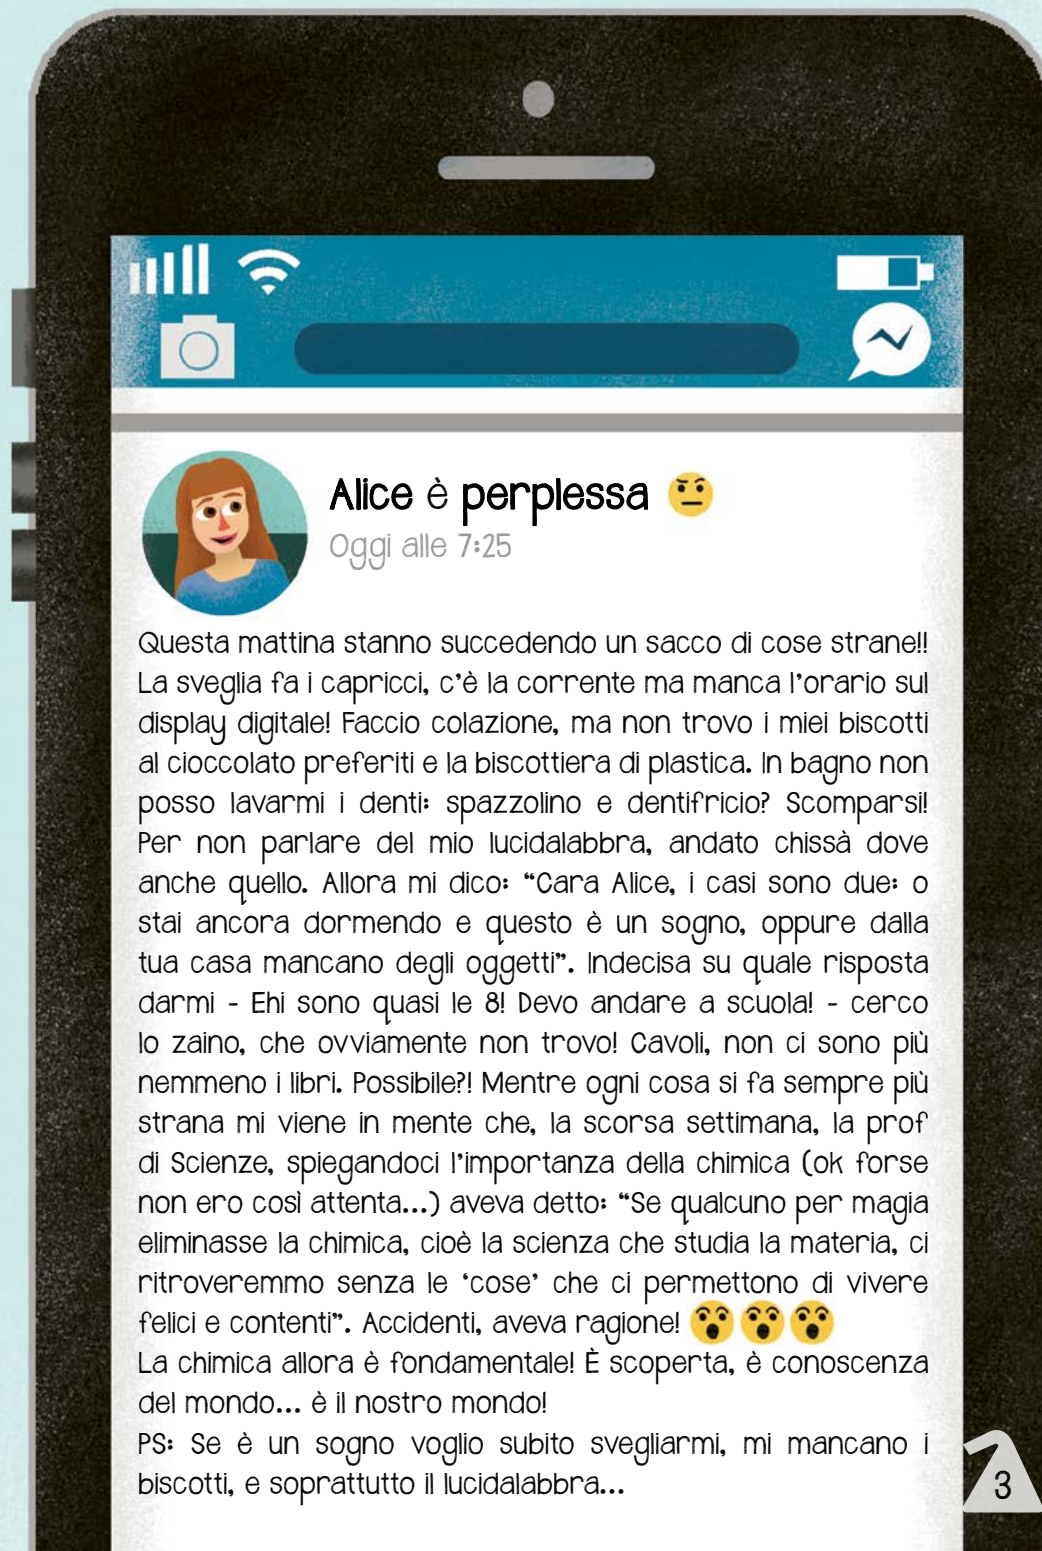 Alice è perplessa
Oggi alle 7:25
Questa mattina stanno succedendo un sacco di cose strane!!
La sveglia fa i capricci, c'è la corrente ma manca l'orario sul
display digitale! Faccio colazione, ma non trovo i miei biscotti
al cioccolato preferiti e la biscottiera di plastica. In bagno non
posso lavarmi i denti: spazzolino e dentifricio? Scomparsi!
Per non parlare del mio lucidalabbra, andato chissà dove
anche quello. Allora mi dico: “Cara Alice, i casi sono due: o
stai ancora dormendo e questo è un sogno, oppure dalla
tua casa mancano degli oggetti”. Indecisa su quale risposta
darmi - Ehi sono quasi le 8! Devo andare a scuola! - cerco
lo zaino, che ovviamente non trovo! Cavoli, non ci sono più
nemmeno i libri. Possibile?! Mentre ogni cosa si fa sempre più
strana mi viene in mente che, la scorsa settimana, la prof
di Scienze, spiegandoci l'importanza della chimica (ok forse
non ero così attenta...) aveva detto: “Se qualcuno per magia
eliminasse la chimica, cioè la scienza che studia la materia, ci
ritroveremmo senza le ‘cose’ che ci permettono di vivere
felici e contenti”. Accidenti, aveva ragione! 😲😲😲
La chimica allora è fondamentale! È scoperta, è conoscenza
del mondo... è il nostro mondo!
PS: Se è un sogno voglio subito svegliarmi, mi mancano i
biscotti, e soprattutto il lucidalabbra...
3